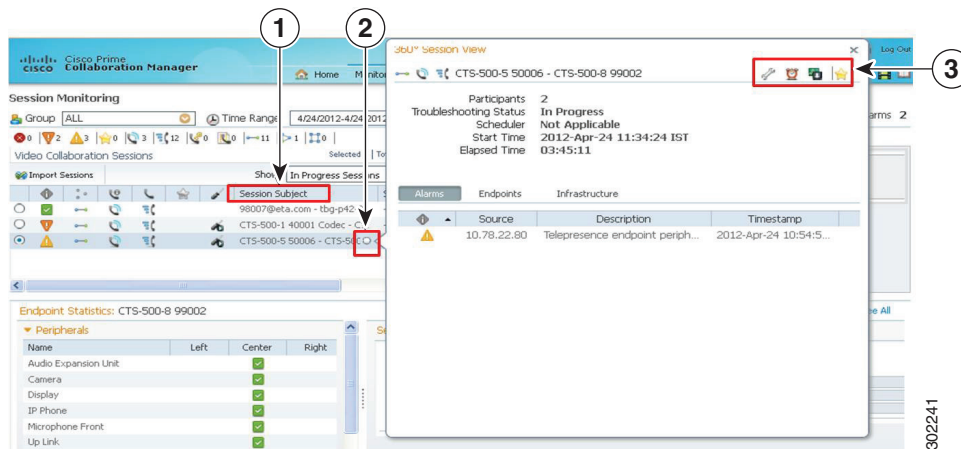 1
2
3
cisco
Cisco Prime
Collaboration Manager
Home
Monitor
Log Out
Session Monitoring
Group
ALL
Time Range
4/24/2012-4/24/2012
Alarms 2
0 2 3 0 3 12 0 0 11 1 0
Video Collaboration Sessions
Selected
Import Sessions
Show
In Progress Sessions
Session Subject
98007@eta.com - tbg-p42
CTS-500-1 40001 Codec - C
CTS-500-5 50006 - CTS-500
360° Session View
CTS-500-5 50006 - CTS-500-8 99002
Participants 2
Troubleshooting Status In Progress
Scheduler Not Applicable
Start Time 2012-Apr-24 11:34:24 IST
Elapsed Time 03:45:11
Alarms
Endpoints
Infrastructure
Source
Description
Timestamp
10.78.22.80
Telepresence endpoint periph...
2012-Apr-24 10:54:5...
Endpoint Statistics: CTS-500-8 99002
See All
Peripherals
Name
Left
Center
Right
Audio Expansion Unit
Camera
Display
IP Phone
Microphone Front
Up Link
302241